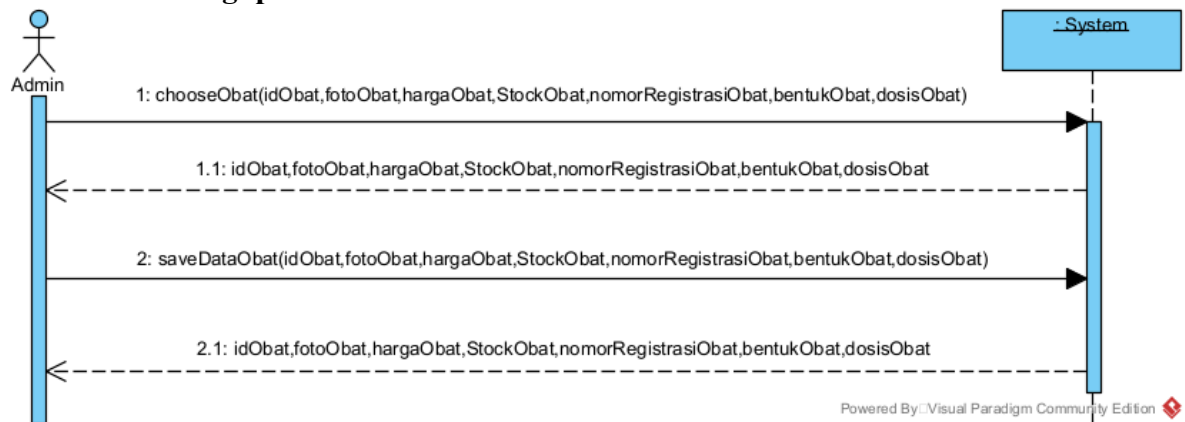 : System
Admin
1: chooseObat(idObat,fotoObat,hargaObat,StockObat,nomorRegistrasiObat,bentukObat,dosisObat)
1.1: idObat,fotoObat,hargaObat,StockObat,nomorRegistrasiObat,bentukObat,dosisObat
2: saveDataObat(idObat,fotoObat,hargaObat,StockObat,nomorRegistrasiObat,bentukObat,dosisObat)
2.1: idObat,fotoObat,hargaObat,StockObat,nomorRegistrasiObat,bentukObat,dosisObat
Powered By Visual Paradigm Community Edition